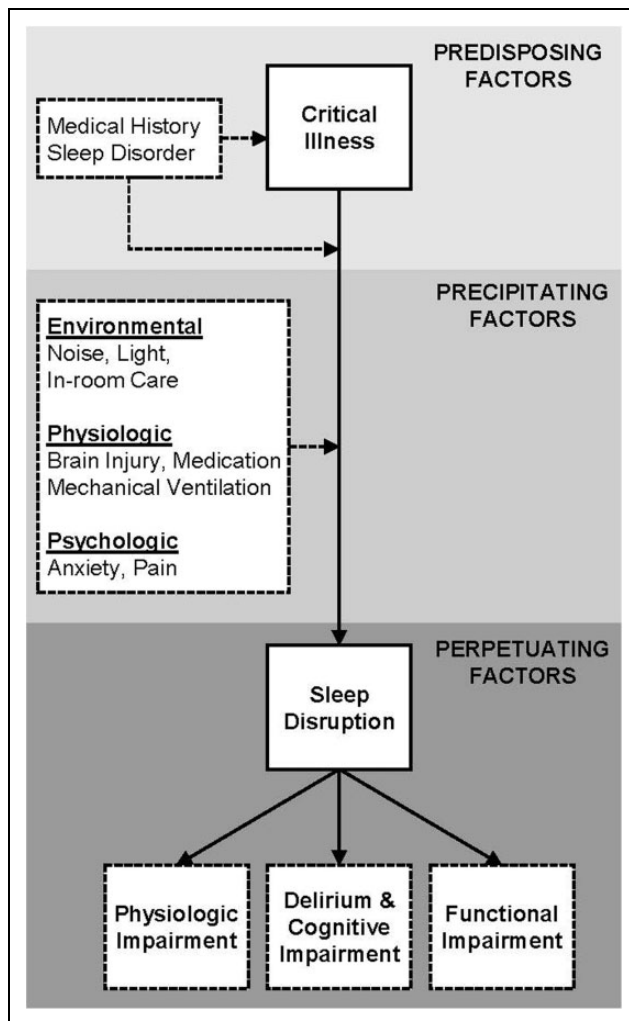 PREDISPOSING
FACTORS
Critical
Illness
Medical History
Sleep Disorder
PRECIPITATING
FACTORS
Environmental
Noise, Light,
In-room Care
Physiologic
Brain Injury, Medication
Mechanical Ventilation
Psychologic
Anxiety, Pain
PERPETUATING
FACTORS
Sleep
Disruption
Physiologic
Impairment
Delirium &
Cognitive
Impairment
Functional
Impairment